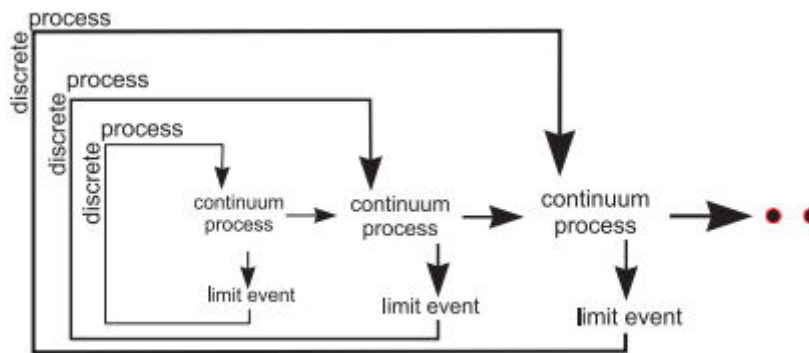 process
discrete
process
discrete
process
discrete
continuum
process
continuum
process
continuum
process
limit event
limit event
limit event